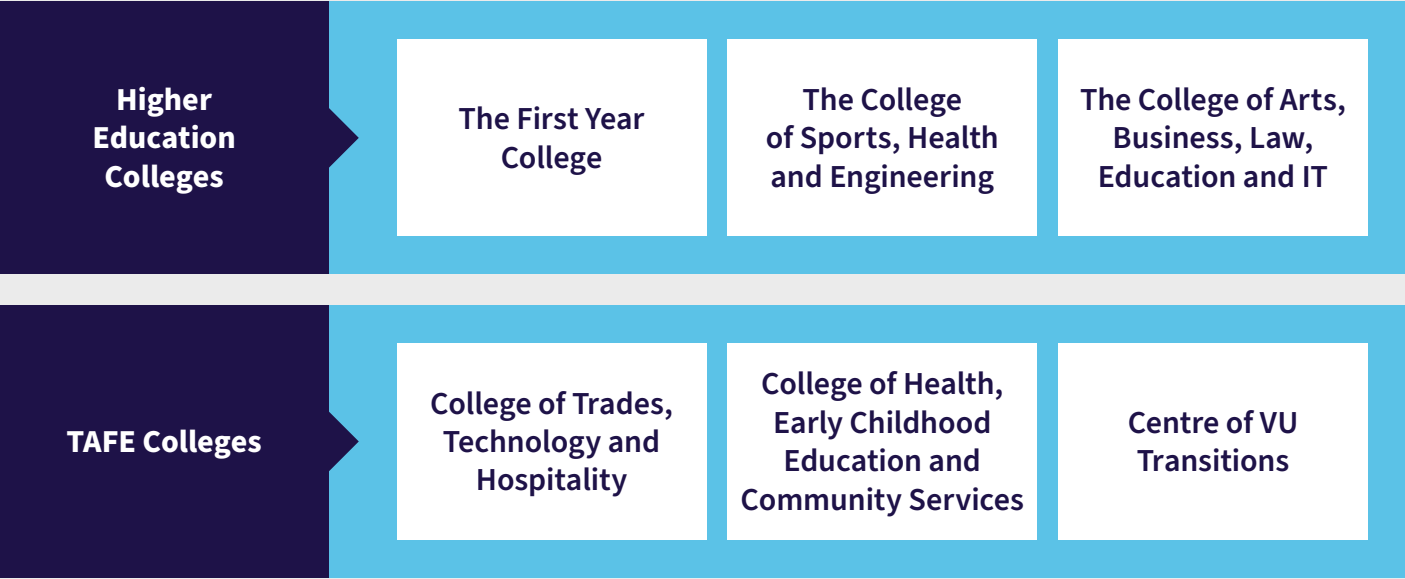 Higher
Education
Colleges
The First Year
College
The College
of Sports, Health
and Engineering
The College of Arts,
Business, Law,
Education and IT
TAFE Colleges
College of Trades,
Technology and
Hospitality
College of Health,
Early Childhood
Education and
Community Services
Centre of VU
Transitions